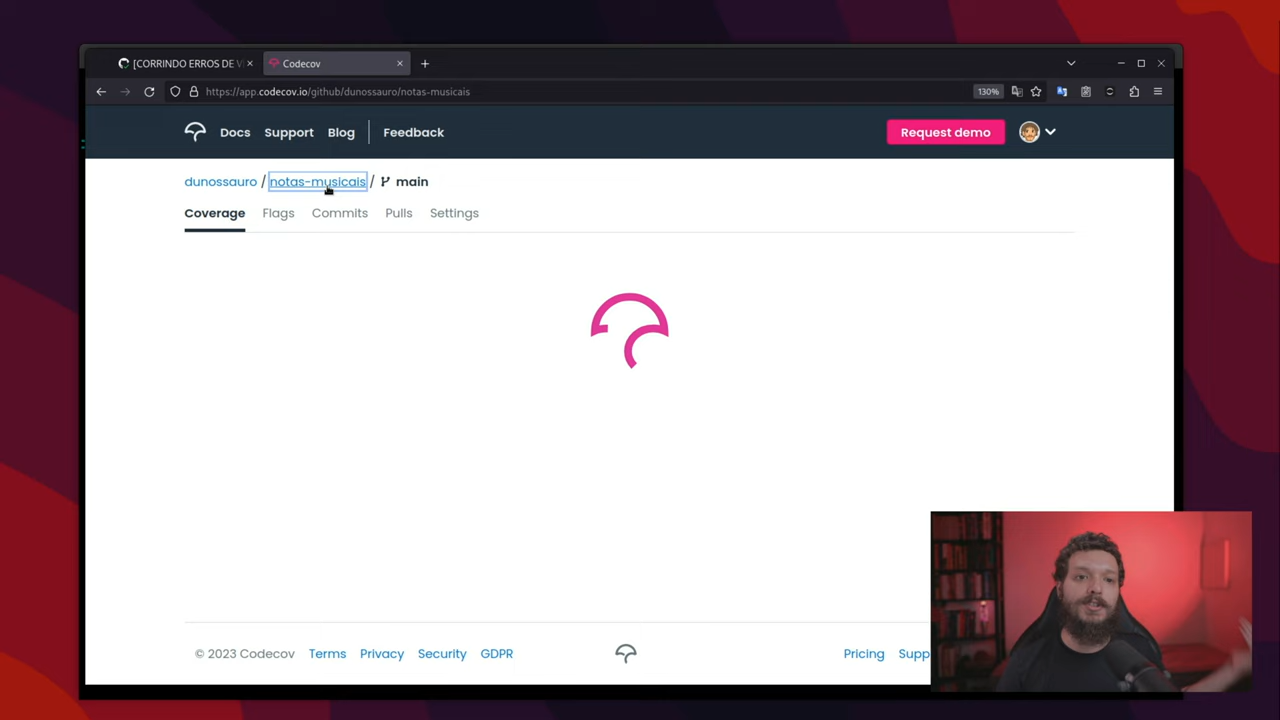 [CORRINDO ERROS DE V
Codecov
https://app.codecov.io/github/dunossauro/notas-musicais
130%
Docs Support Blog Feedback
Request demo
dunossauro / notas-musicais / main
Coverage Flags Commits Pulls Settings
© 2023 Codecov Terms Privacy Security GDPR
Pricing Supp